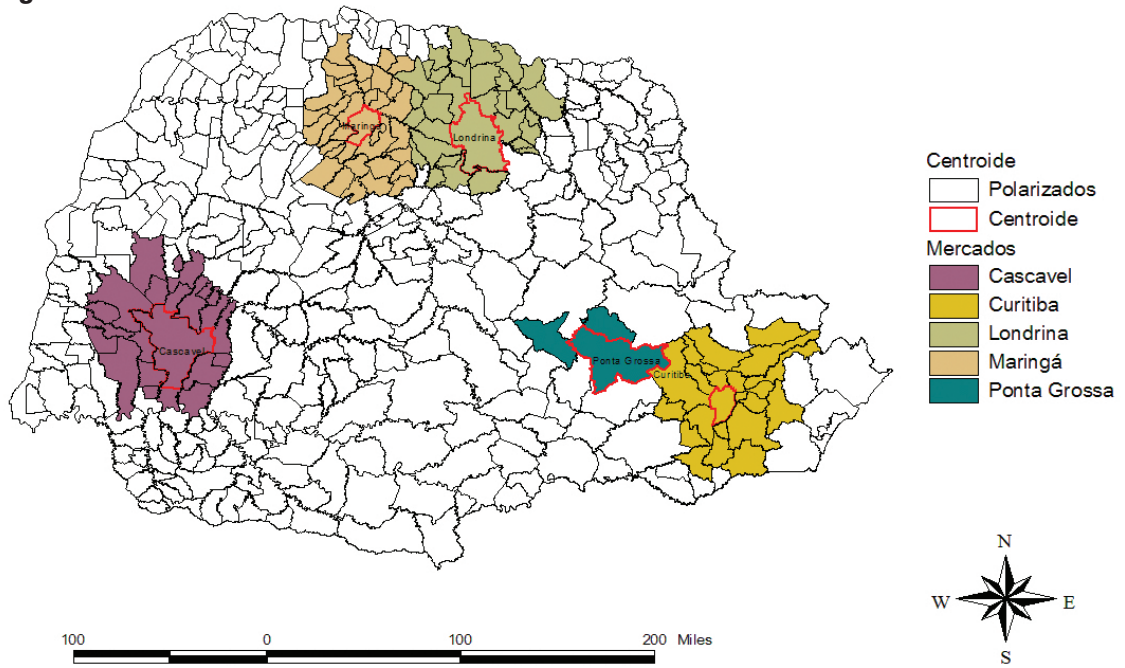 Maringá
Londrina
Cascavel
Ponta Grossa
Curitiba
Centroide
Polarizados
Centroide
Mercados
Cascavel
Curitiba
Londrina
Maringá
Ponta Grossa
N
W E
S
100 0 100 200 Miles